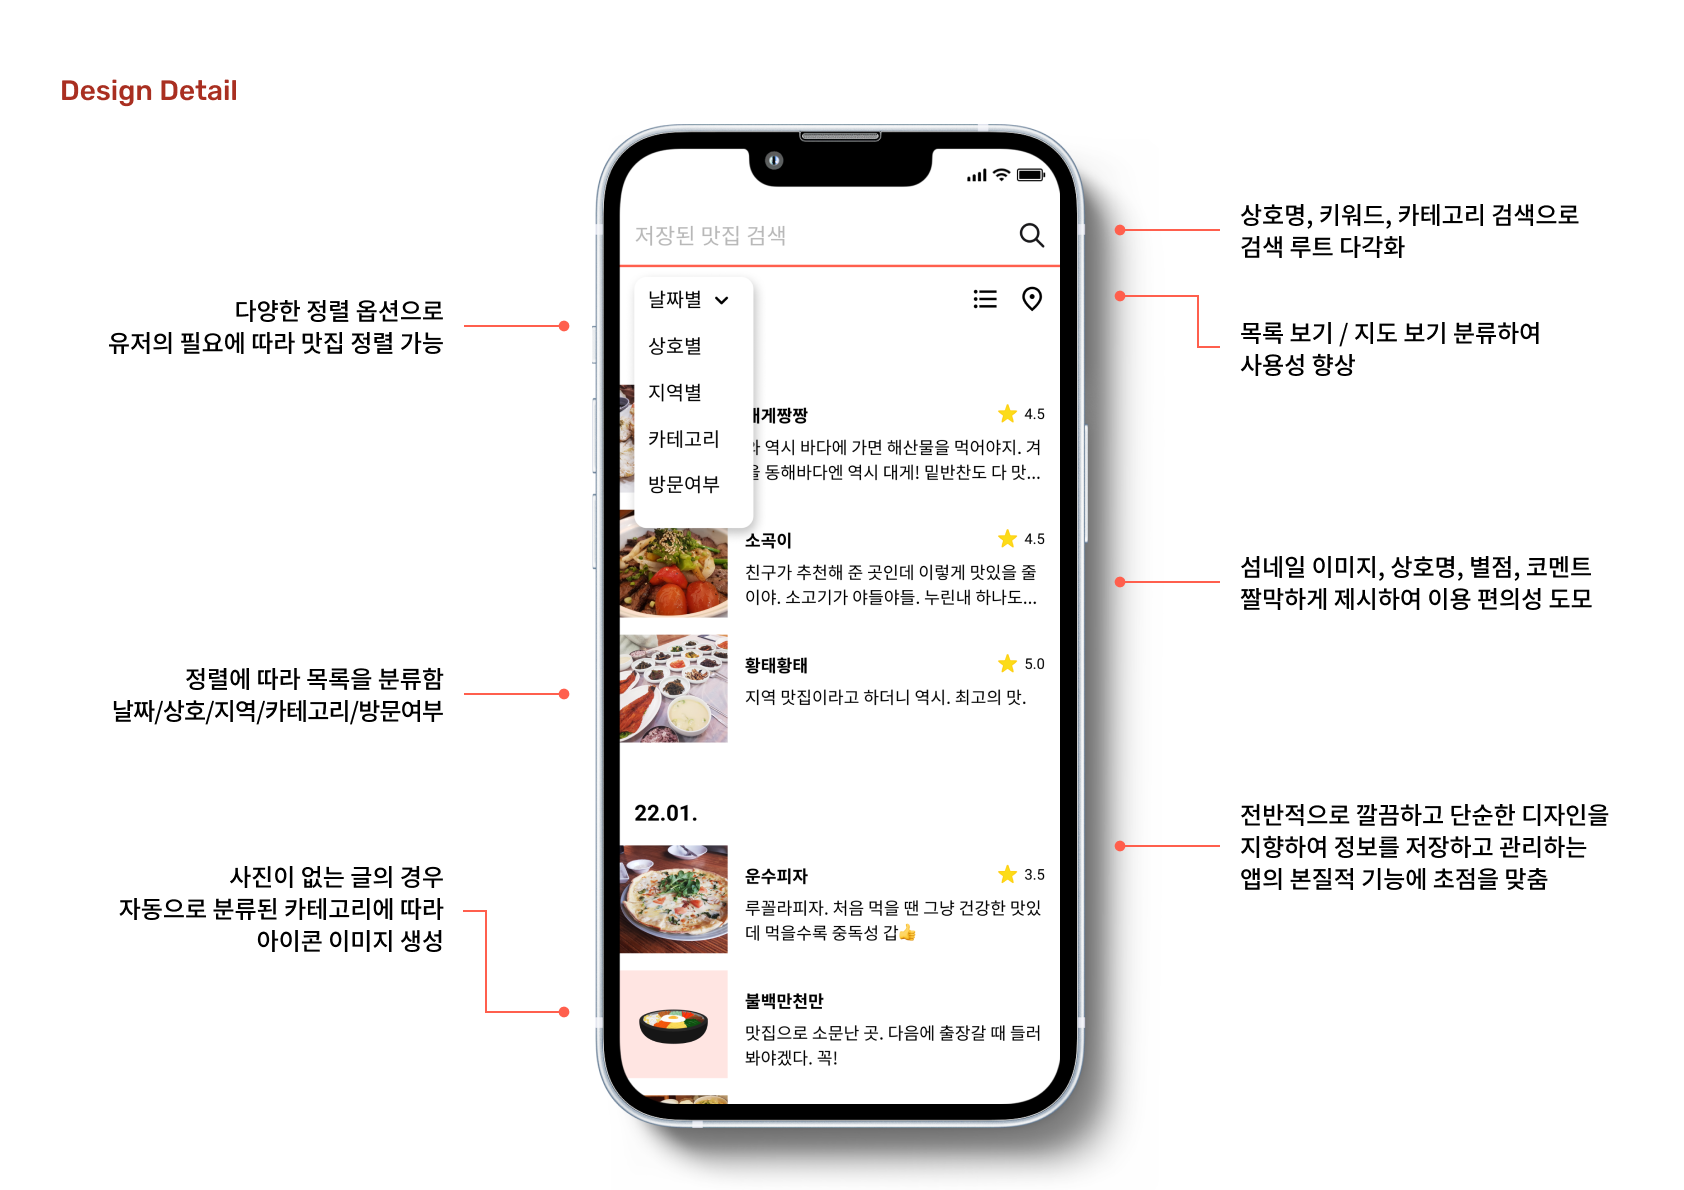 Design Detail
다양한 정렬 옵션으로
유저의 필요에 따라 맛집 정렬 가능
정렬에 따라 목록을 분류함
날짜/상호/지역/카테고리/방문여부
사진이 없는 글의 경우
자동으로 분류된 카테고리에 따라
아이콘 이미지 생성
저장된 맛집 검색
날짜별
상호별
지역별
카테고리
방문여부
게짱짱 4.5
역시 바다에 가면 해산물을 먹어야지. 겨
동해바다엔 역시 대게! 밑반찬도 다 맛...
소곡이 4.5
친구가 추천해 준 곳인데 이렇게 맛있을 줄
이야. 소고기가 야들야들. 누린내 하나도...
황태황태 5.0
지역 맛집이라고 하더니 역시. 최고의 맛.
22.01.
운수피자 3.5
루꼴라피자. 처음 먹을 땐 그냥 건강한 맛있
데 먹을수록 중독성 갑👍
불백만천만
맛집으로 소문난 곳. 다음에 출장갈 때 들러
봐야겠다. 꼭!
상호명, 키워드, 카테고리 검색으로
검색 루트 다각화
목록 보기 / 지도 보기 분류하여
사용성 향상
섬네일 이미지, 상호명, 별점, 코멘트
짤막하게 제시하여 이용 편의성 도모
전반적으로 깔끔하고 단순한 디자인을
지향하여 정보를 저장하고 관리하는
앱의 본질적 기능에 초점을 맞춤